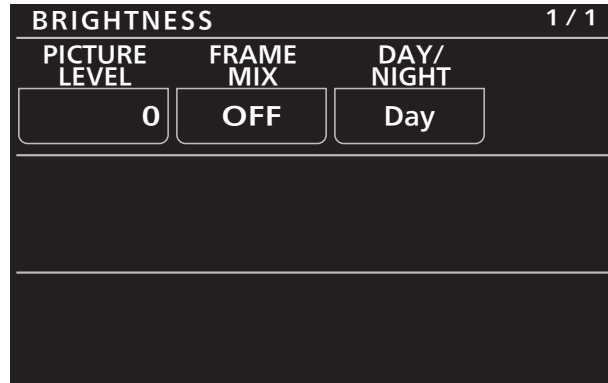 BRIGHTNESS 1/1
PICTURE FRAME DAY/
LEVEL MIX NIGHT
0 OFF Day